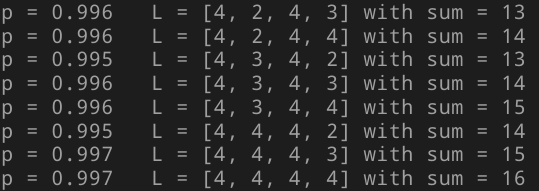 p = 0.996   L = [4, 2, 4, 3] with sum = 13
p = 0.996   L = [4, 2, 4, 4] with sum = 14
p = 0.995   L = [4, 3, 4, 2] with sum = 13
p = 0.996   L = [4, 3, 4, 3] with sum = 14
p = 0.996   L = [4, 3, 4, 4] with sum = 15
p = 0.995   L = [4, 4, 4, 2] with sum = 14
p = 0.997   L = [4, 4, 4, 3] with sum = 15
p = 0.997   L = [4, 4, 4, 4] with sum = 16